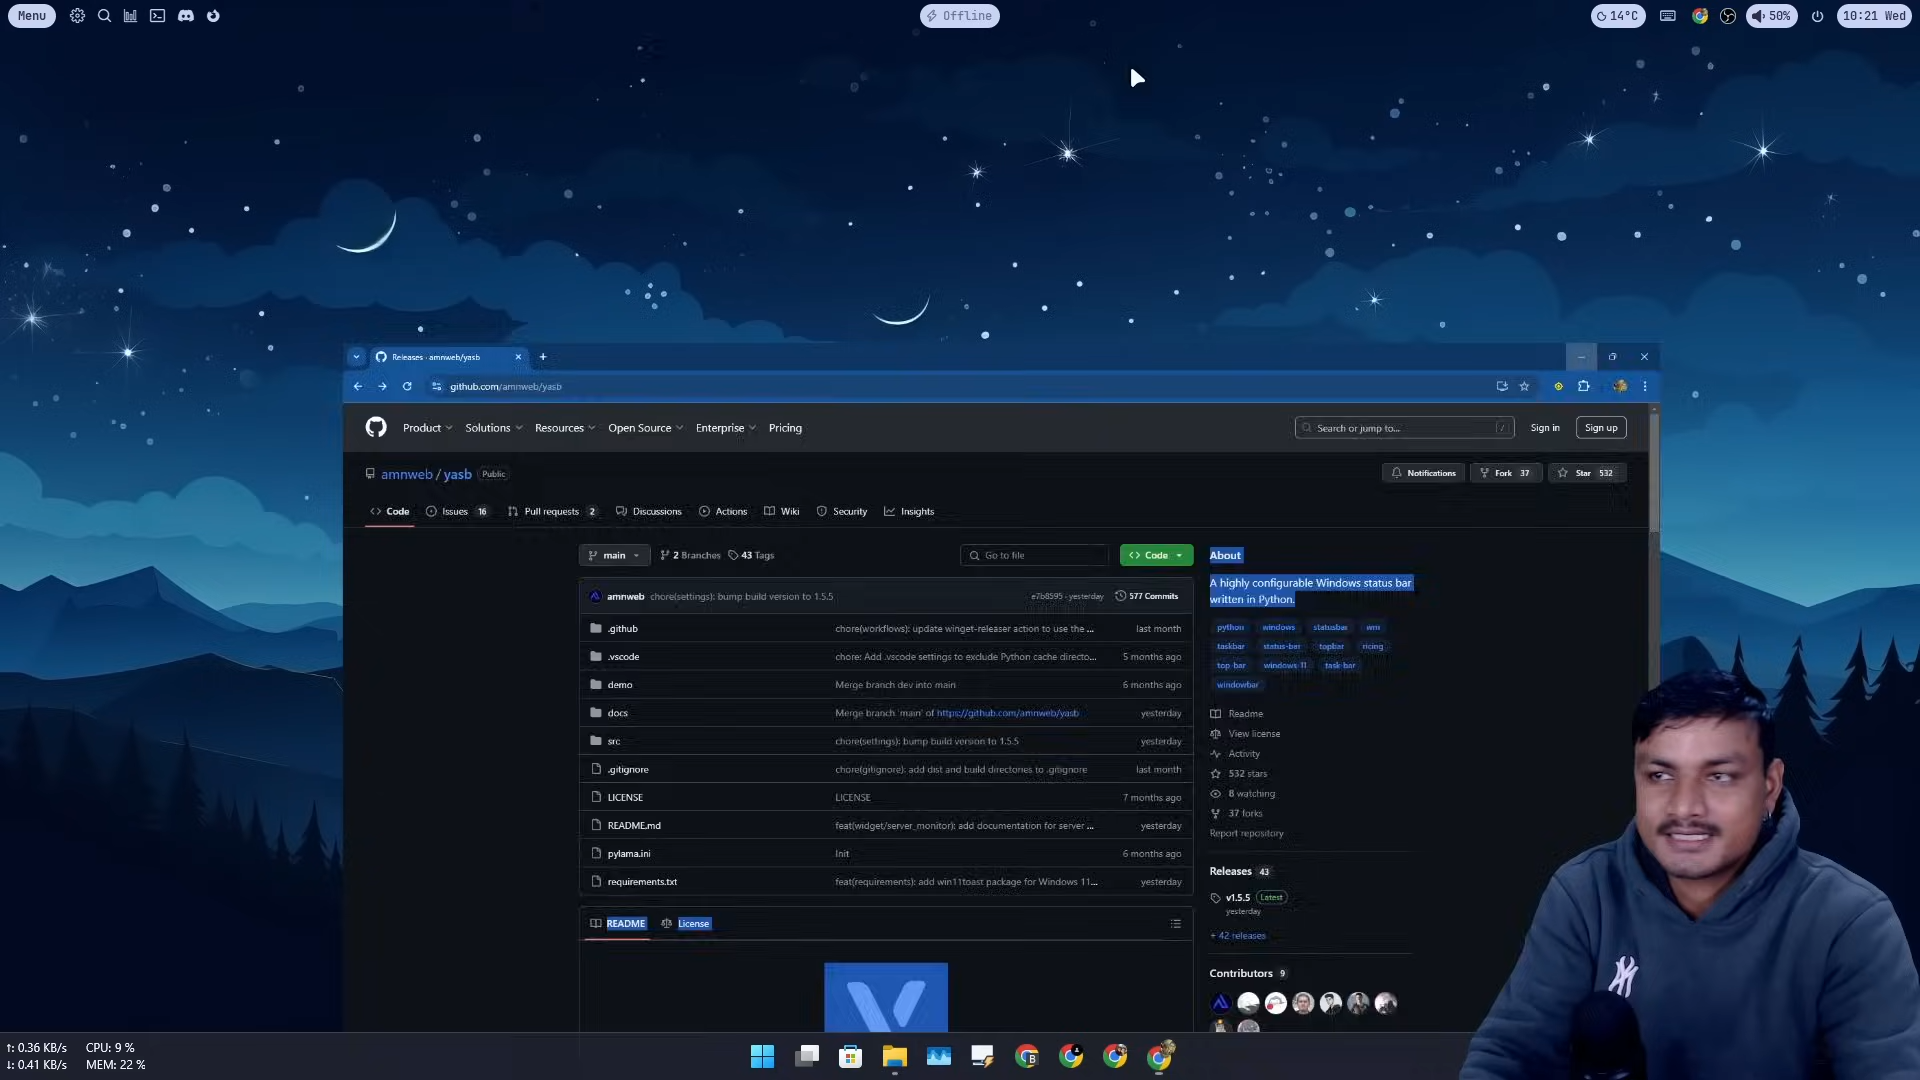 Menu
Offline
14°C
50%
10:21 Wed
Releases · amnweb/yasb
github.com/amnweb/yasb
Product
Solutions
Resources
Open Source
Enterprise
Pricing
Search or jump to...
/
Sign in
Sign up
amnweb / yasb Public
Notifications
Fork 37
Star 532
Code
Issues 16
Pull requests 2
Discussions
Actions
Wiki
Security
Insights
main
2 Branches
43 Tags
Go to file
Code
amnweb chore(settings): bump build version to 1.5.5 e7b8595 · yesterday 577 Commits
.github chore(workflows): update winget-releaser action to use the ... last month
.vscode chore: Add .vscode settings to exclude Python cache directo... 5 months ago
demo Merge branch dev into main 6 months ago
docs Merge branch 'main' of https://github.com/amnweb/yasb yesterday
src chore(settings): bump build version to 1.5.5 yesterday
.gitignore chore(gitignore): add dist and build directories to .gitignore last month
LICENSE LICENSE 7 months ago
README.md feat(widget/server_monitor): add documentation for server ... yesterday
pylama.ini Init 6 months ago
requirements.txt feat(requirements): add win11toast package for Windows 11... yesterday
README
License
About
A highly configurable Windows status bar
written in Python.
python windows statusbar wm
taskbar status-bar topbar ricing
top-bar windows-11 task-bar
windowbar
Readme
View license
Activity
532 stars
8 watching
37 forks
Report repository
Releases 43
v1.5.5 Latest
yesterday
+ 42 releases
Contributors 9
↑: 0.36 KB/s CPU: 9 %
↓: 0.41 KB/s MEM: 22 %
B
NY